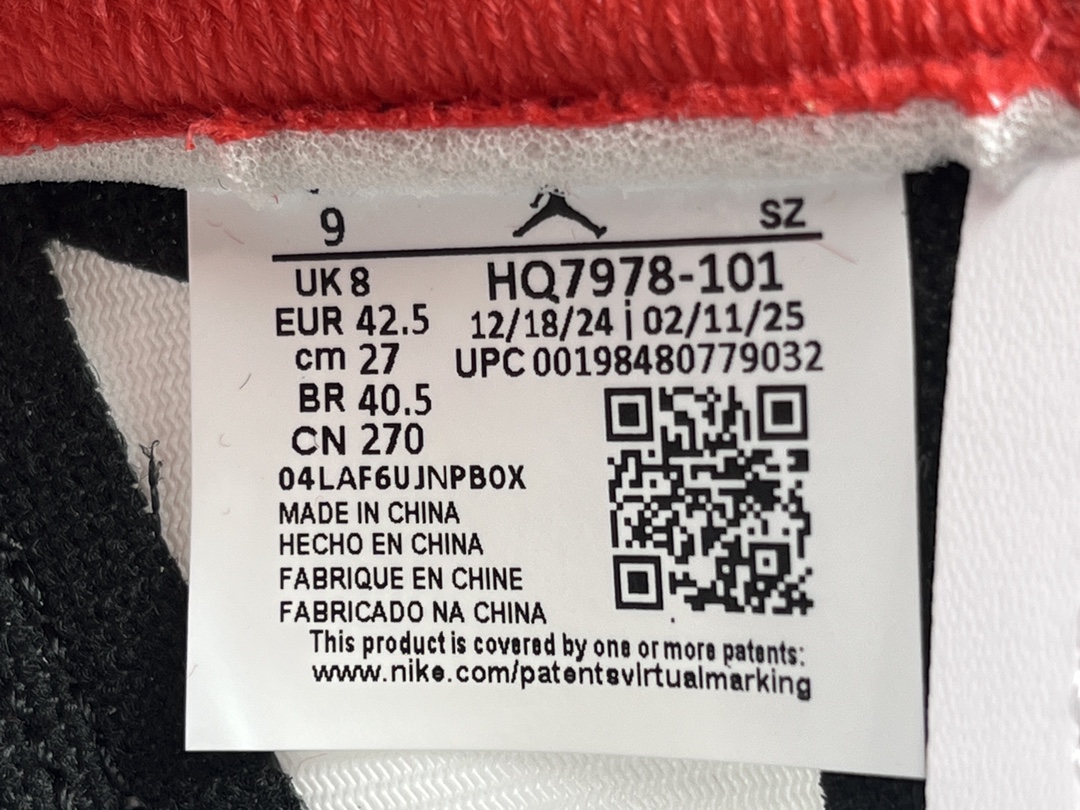 9 SZ
UK 8 HQ7978-101
EUR 42.5 12/18/24 | 02/11/25
cm 27 UPC 00198480779032
BR 40.5
CN 270
04LAF6UJNPBOX
MADE IN CHINA
HECHO EN CHINA
FABRIQUE EN CHINE
FABRICADO NA CHINA
This product is covered by one or more patents:
www.nike.com/patentsvirtualmarking